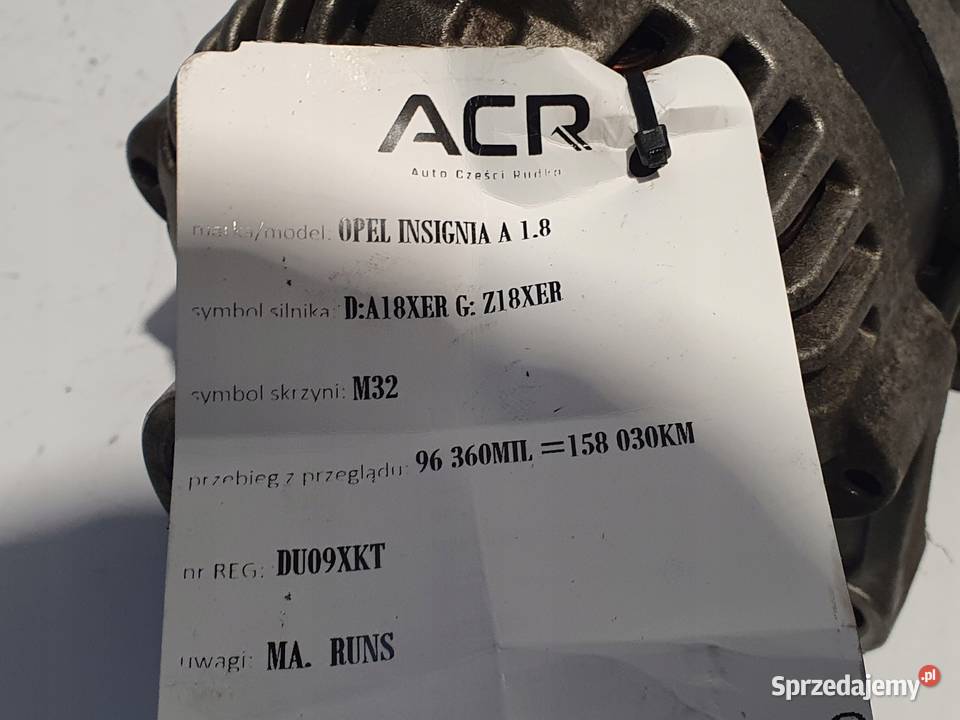 ACR
Auto Części Rudka
marka/model: OPEL INSIGNIA A 1.8
symbol silnika: D:A18XER G: Z18XER
symbol skrzyni: M32
przebieg z przeglądu: 96 360MIL =158 030KM
nr REG: DU09XKT
uwagi: MA. RUNS
Sprzedajemy.pl